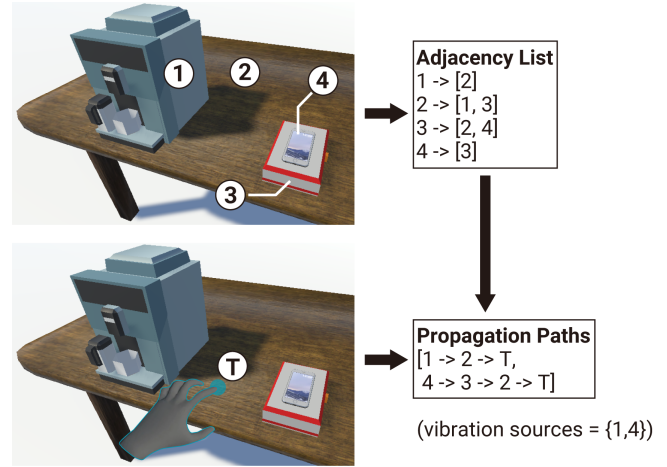 1
2
4
3
Adjacency List
1 -> [2]
2 -> [1, 3]
3 -> [2, 4]
4 -> [3]
T
Propagation Paths
[1 -> 2 -> T,
4 -> 3 -> 2 -> T]
(vibration sources = {1,4})